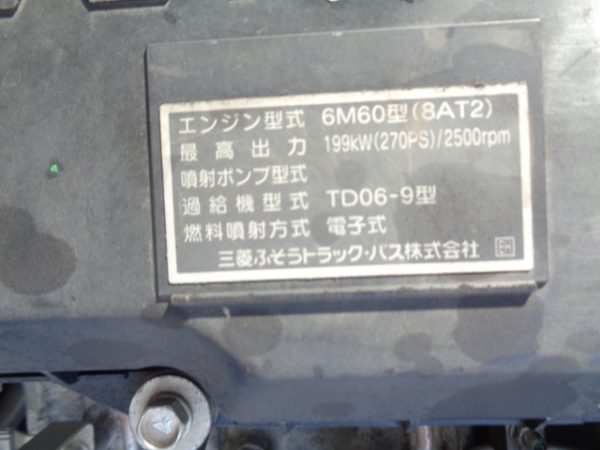 エンジン型式 6M60型(8AT2)
最高出力 199kW(270PS)/2500rpm
噴射ポンプ型式
過給機型式 TD06-9型
燃料噴射方式 電子式
三菱ふそうトラック・バス株式会社